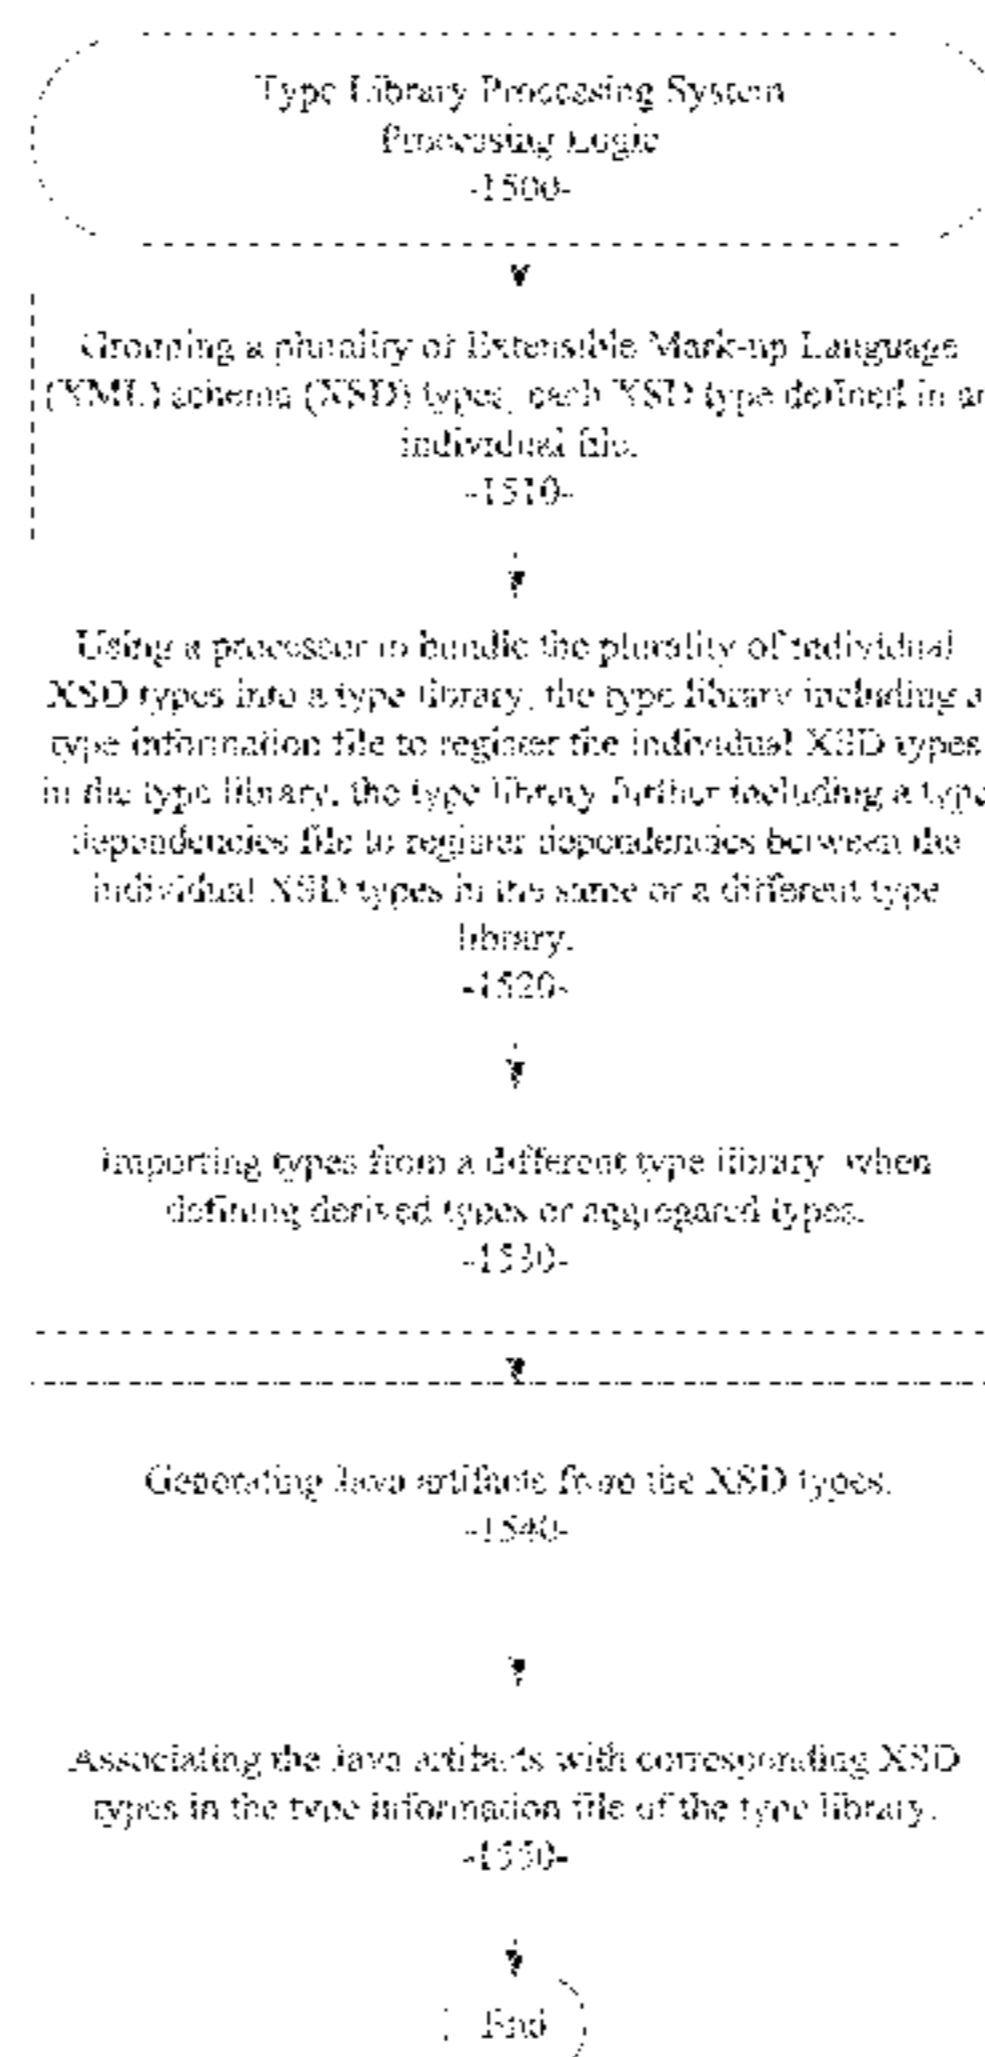 Type Library Processing System
Processing Logic
-1500-
Grouping a plurality of Extensible Mark-up Language
(XML) schema (XSD) types, each XSD type defined in an
individual file.
-1510-
Using a processor to bundle the plurality of individual
XSD types into a type library, the type library including a
type information file to register the individual XSD types
in the type library, the type library further including a type
dependencies file to register dependencies between the
individual XSD types in the same or a different type
library.
-1520-
Importing types from a different type library when
defining derived types or aggregated types.
-1530-
Generating Java artifacts from the XSD types.
-1540-
Associating the Java artifacts with corresponding XSD
types in the type information file of the type library.
-1550-
End